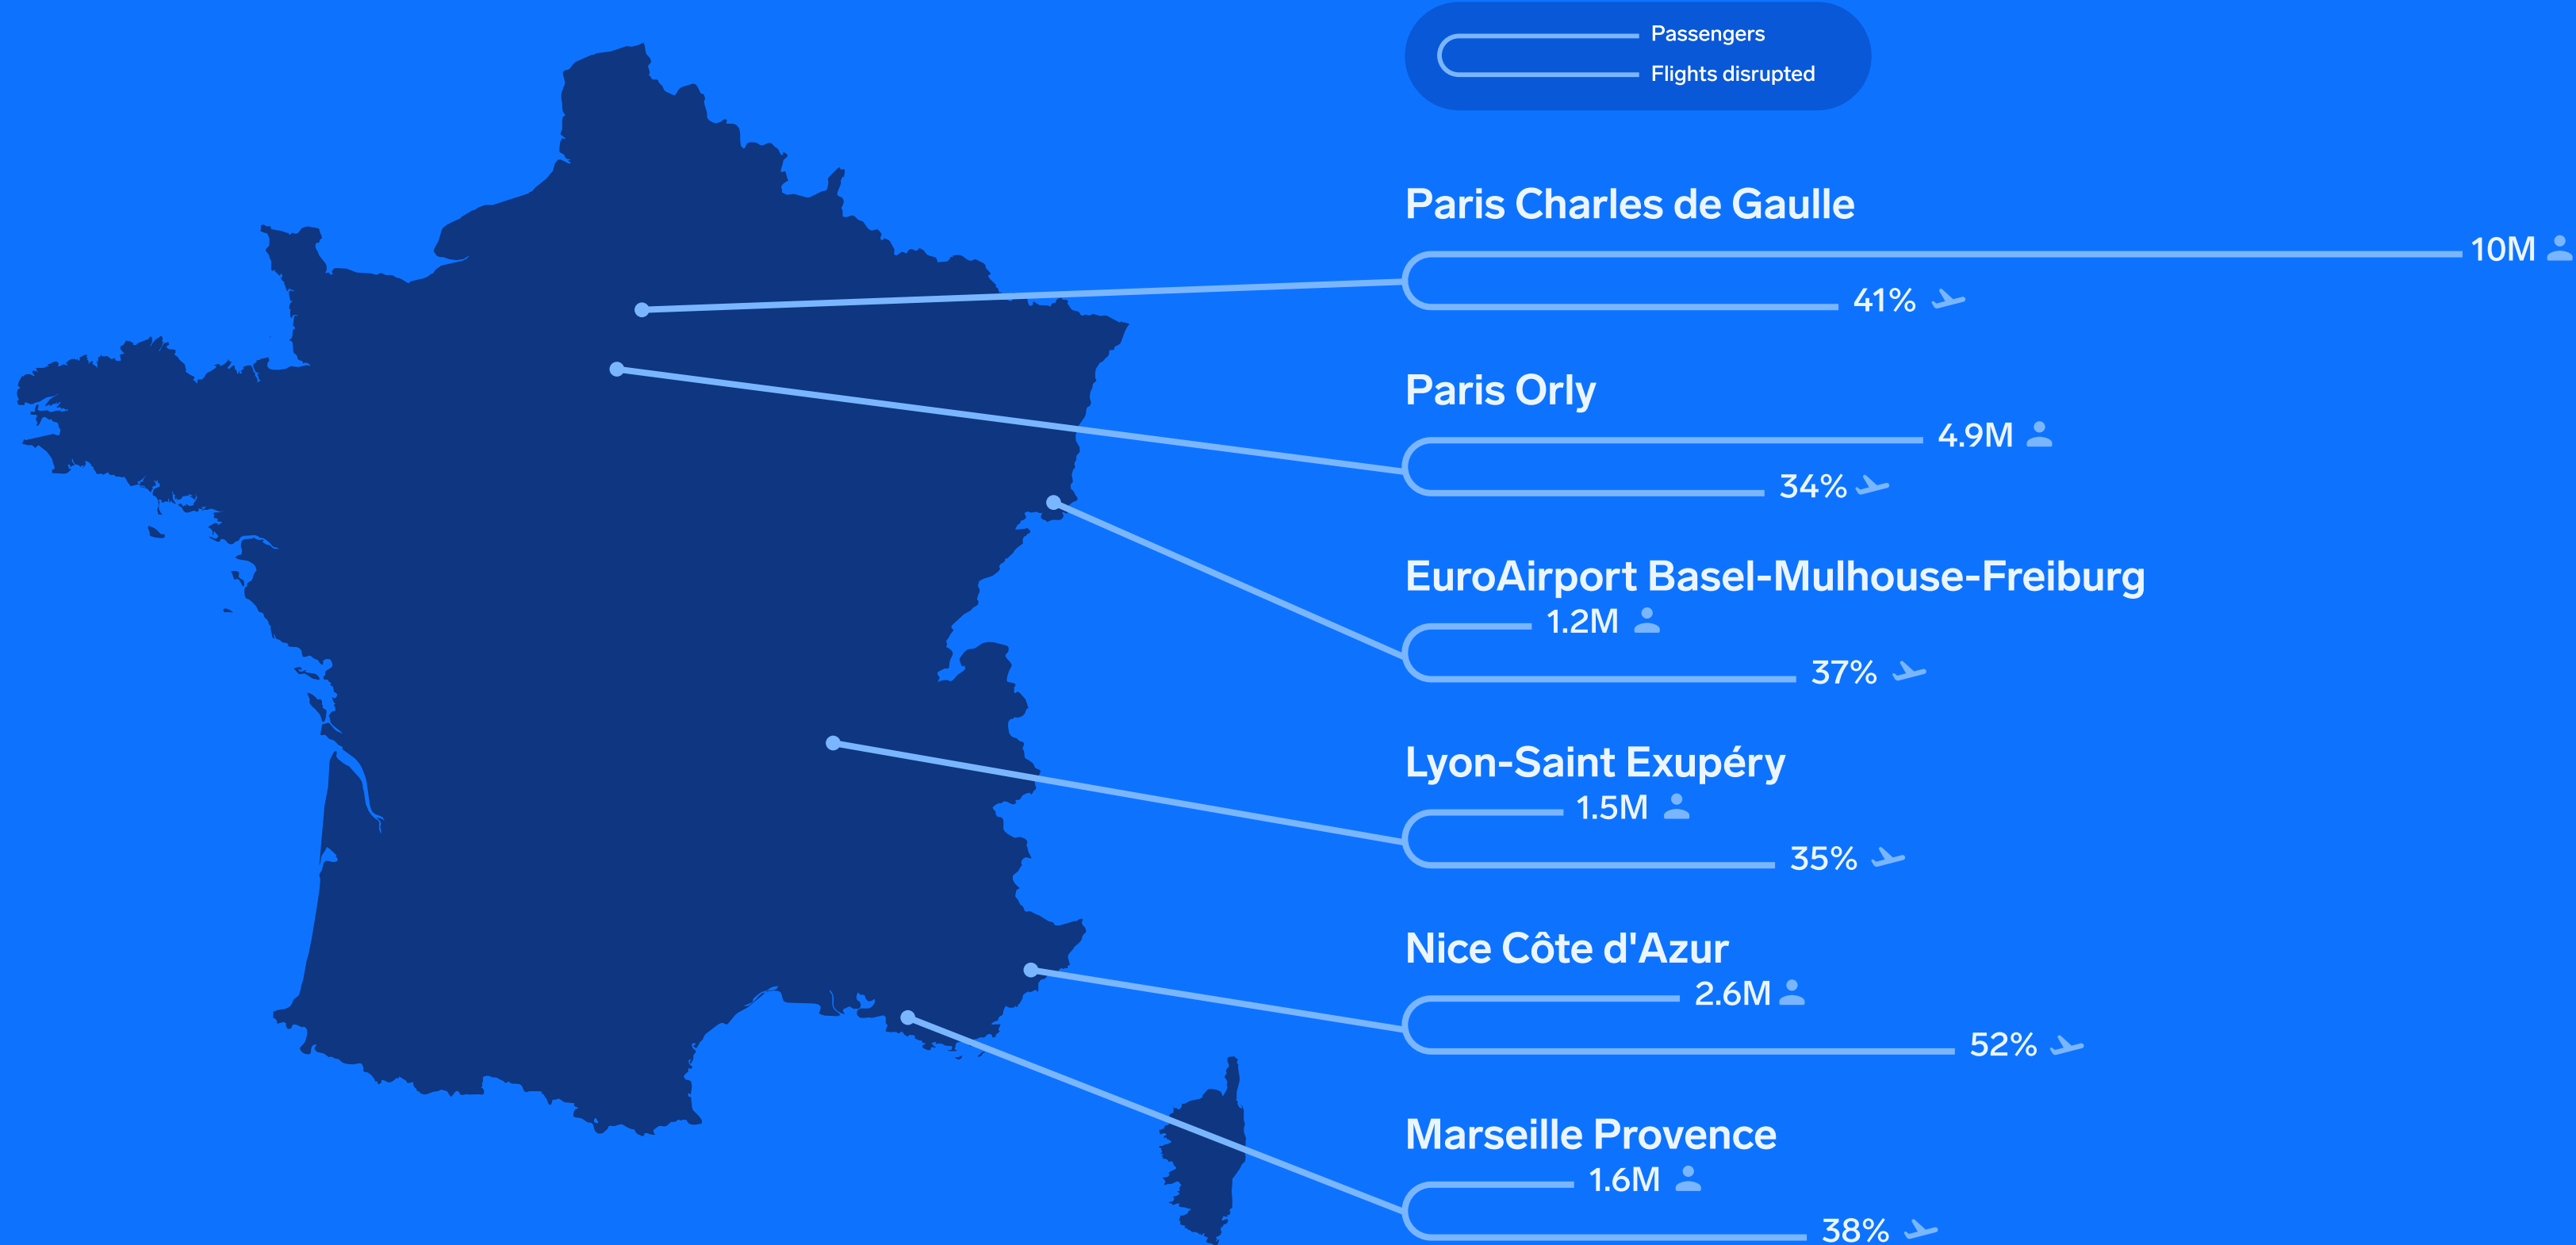 Passengers
Flights disrupted
Paris Charles de Gaulle
10M
41%
Paris Orly
4.9M
34%
EuroAirport Basel-Mulhouse-Freiburg
1.2M
37%
Lyon-Saint Exupéry
1.5M
35%
Nice Côte d'Azur
2.6M
52%
Marseille Provence
1.6M
38%